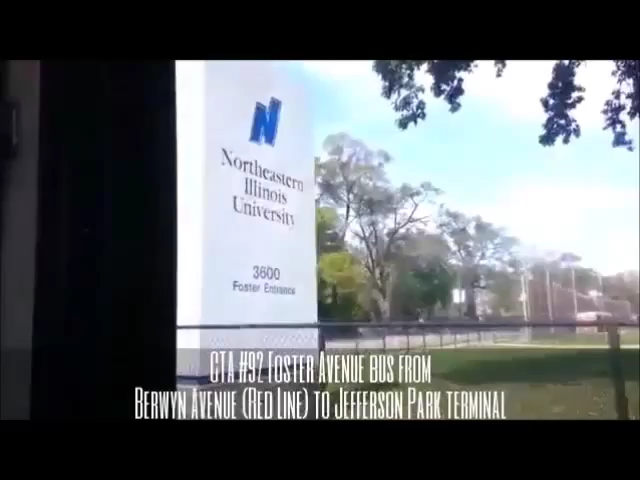 N
Northeastern
Illinois
University
3600
Foster Entrance
CTA #92 Foster Avenue bus from
Berwyn Avenue (Red Line) to Jefferson Park terminal